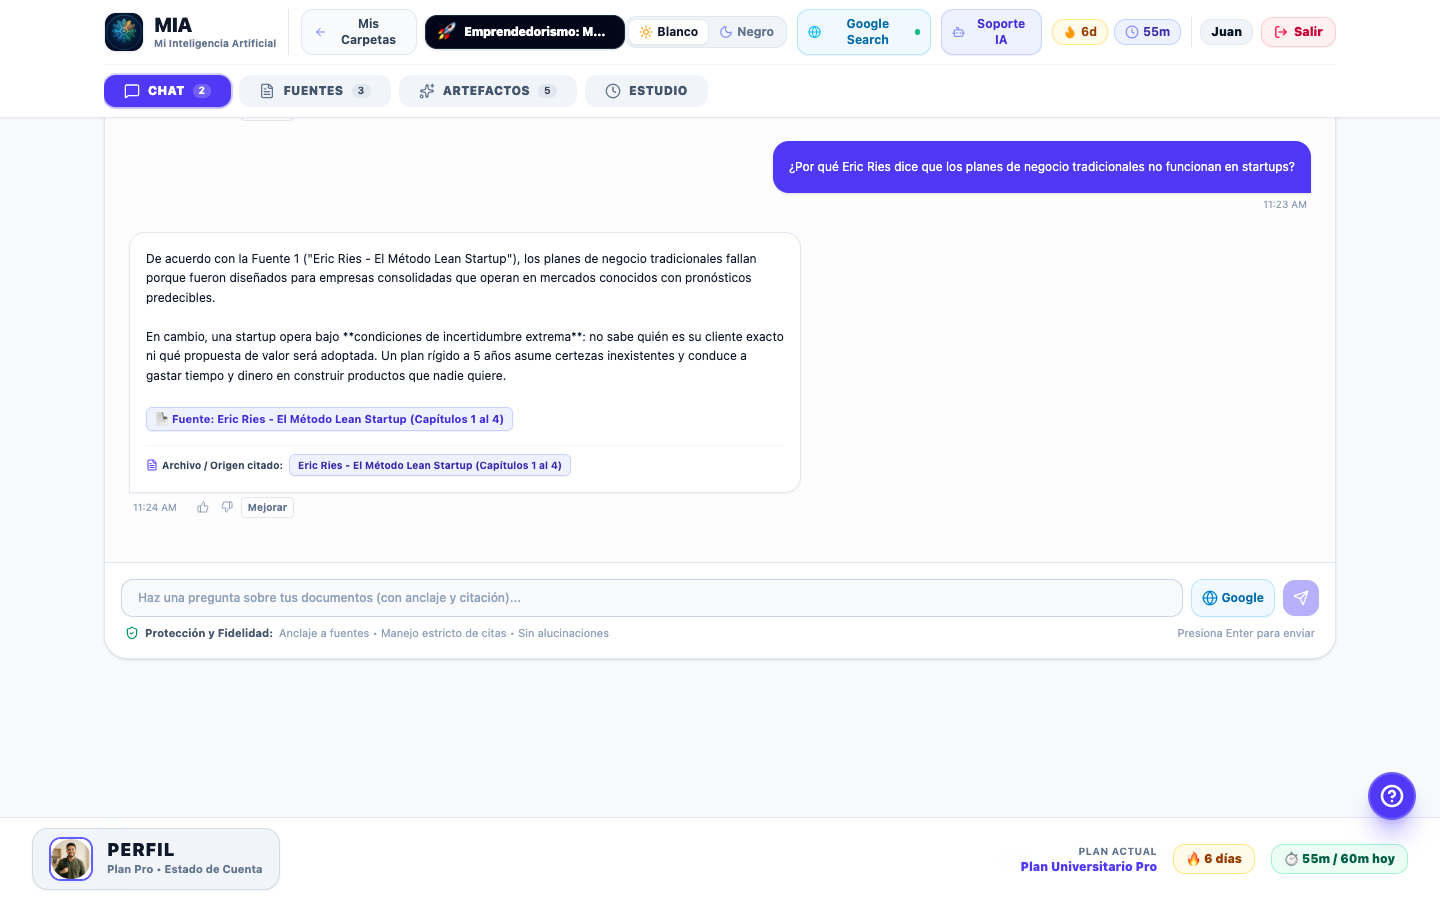 MIA
Mi Inteligencia Artificial
Mis
Carpetas
🚀 Emprendedorismo: M...
Blanco
Negro
Google
Search
Soporte
IA
6d
55m
Juan
Salir
CHAT 2
FUENTES 3
ARTEFACTOS 5
ESTUDIO
¿Por qué Eric Ries dice que los planes de negocio tradicionales no funcionan en startups?
11:23 AM
De acuerdo con la Fuente 1 ("Eric Ries - El Método Lean Startup"), los planes de negocio tradicionales fallan
porque fueron diseñados para empresas consolidadas que operan en mercados conocidos con pronósticos
predecibles.
En cambio, una startup opera bajo **condiciones de incertidumbre extrema**: no sabe quién es su cliente exacto
ni qué propuesta de valor será adoptada. Un plan rígido a 5 años asume certezas inexistentes y conduce a
gastar tiempo y dinero en construir productos que nadie quiere.
Fuente: Eric Ries - El Método Lean Startup (Capítulos 1 al 4)
Archivo / Origen citado: Eric Ries - El Método Lean Startup (Capítulos 1 al 4)
11:24 AM
Mejorar
Haz una pregunta sobre tus documentos (con anclaje y citación)...
Google
Protección y Fidelidad: Anclaje a fuentes • Manejo estricto de citas • Sin alucinaciones
Presiona Enter para enviar
PERFIL
Plan Pro • Estado de Cuenta
PLAN ACTUAL
Plan Universitario Pro
🔥 6 días
⏱️ 55m / 60m hoy